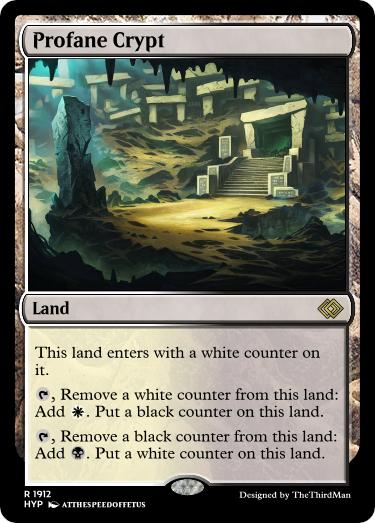 Profane Crypt
Land
This land enters with a white counter on
it.
, Remove a white counter from this land:
Add . Put a black counter on this land.
, Remove a black counter from this land:
Add . Put a white counter on this land.
R 1912
HYP ATTHESPEEDOFFETUS
Designed by TheThirdMan